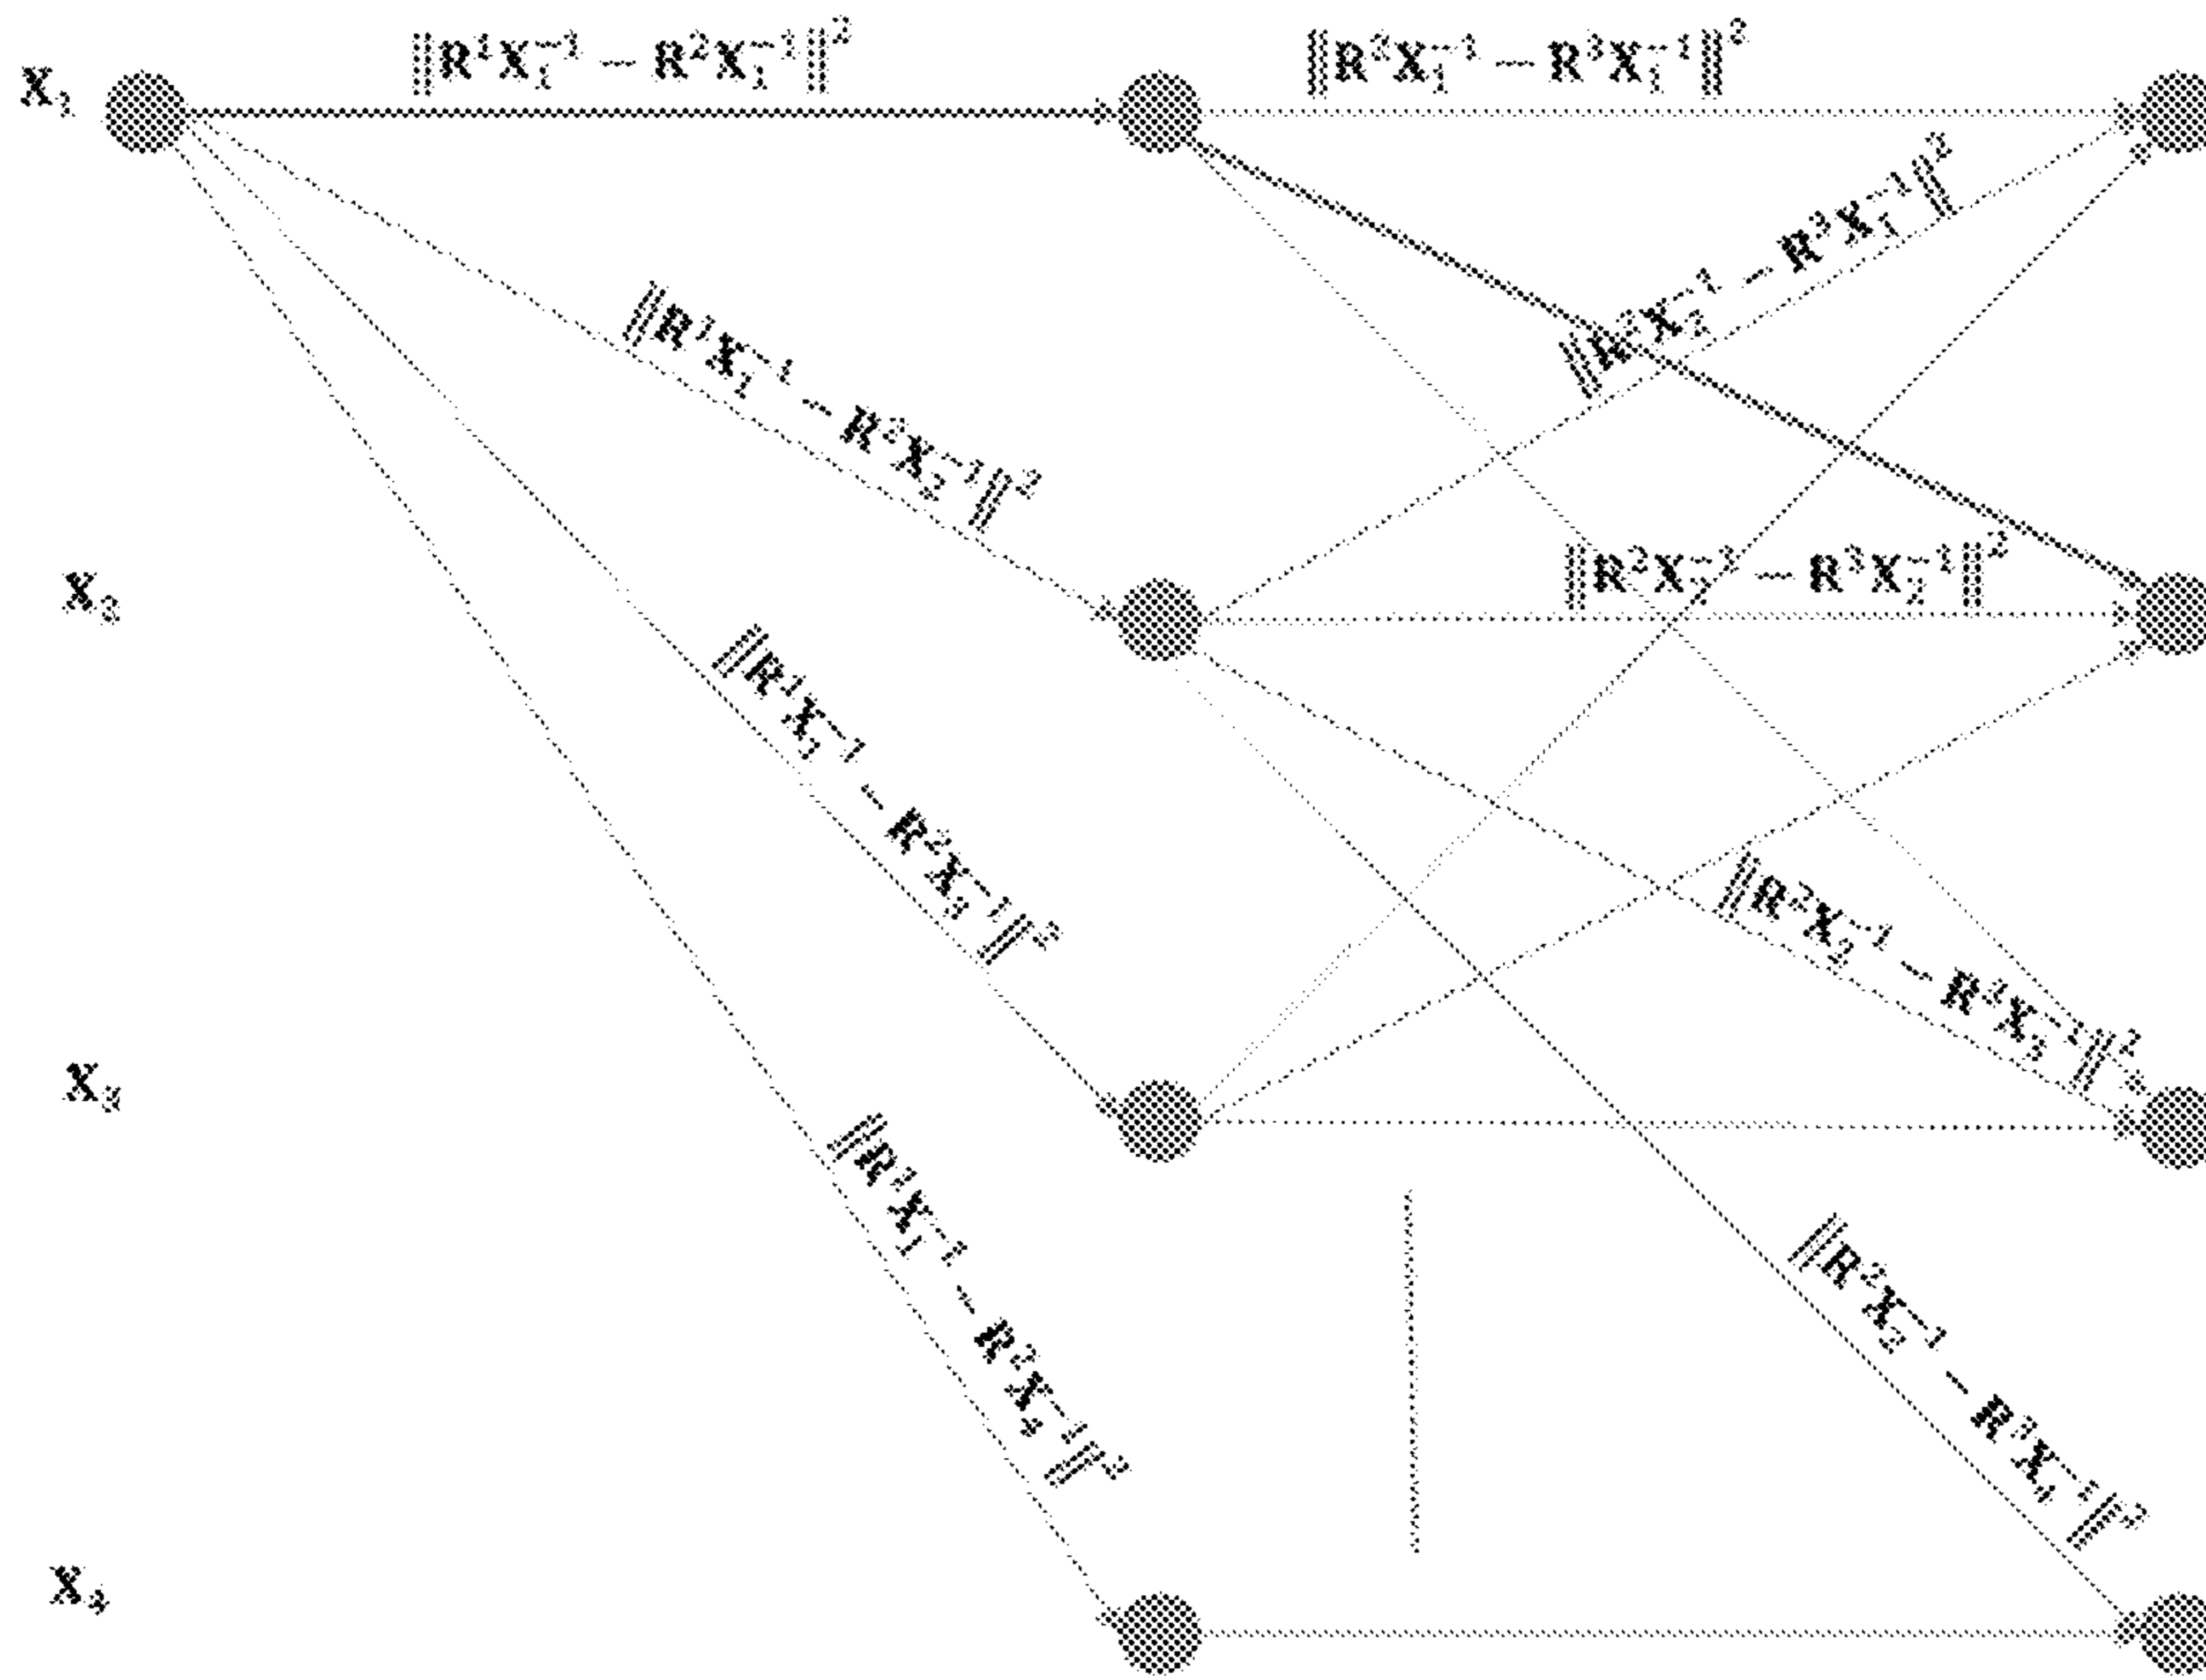 X₁
‖R¹X₁⁻¹ − R²X₁⁻¹‖²
‖R²X₁⁻¹ − R³X₁⁻¹‖²
‖R²X₂⁻¹ − R³X₁⁻¹‖²
‖R¹X₁⁻¹ − R²X₂⁻¹‖²
X₂
‖R²X₂⁻¹ − R³X₂⁻¹‖²
‖R¹X₁⁻¹ − R²X₃⁻¹‖²
‖R²X₂⁻¹ − R³X₃⁻¹‖²
X₃
‖R¹X₁⁻¹ − R²X₄⁻¹‖²
‖R²X₂⁻¹ − R³X₄⁻¹‖²
X₄